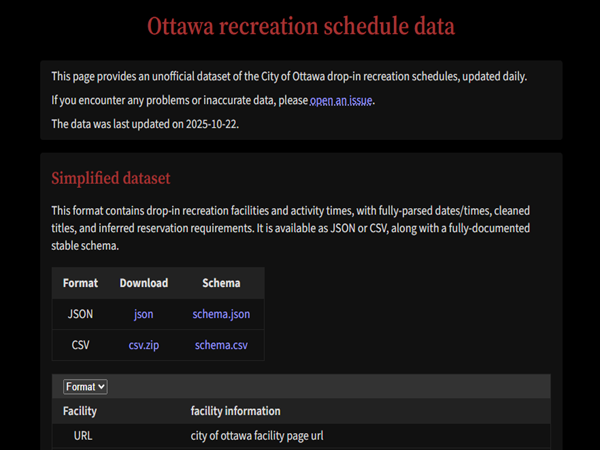 Ottawa recreation schedule data
This page provides an unofficial dataset of the City of Ottawa drop-in recreation schedules, updated daily.
If you encounter any problems or inaccurate data, please open an issue.
The data was last updated on 2025-10-22.
Simplified dataset
This format contains drop-in recreation facilities and activity times, with fully-parsed dates/times, cleaned
titles, and inferred reservation requirements. It is available as JSON or CSV, along with a fully-documented
stable schema.
Format Download Schema
JSON json schema.json
CSV csv.zip schema.csv
Format
Facility facility information
URL city of ottawa facility page url